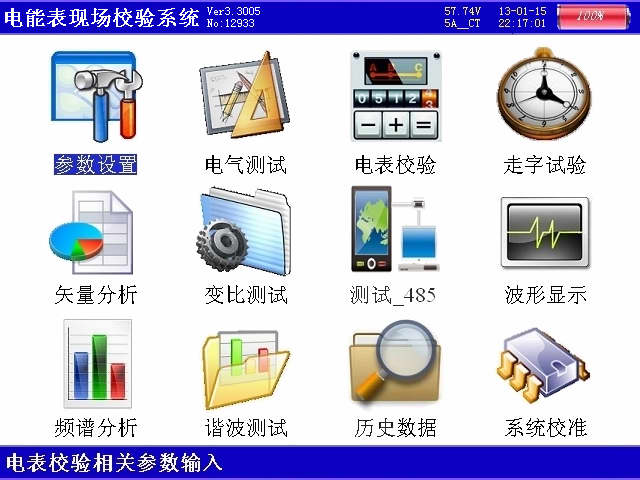 电能表现场校验系统 Ver3.3005 57.74V 13-01-15 100%
No:12933 5A__CT 22:17:01
参数设置 电气测试 电表校验 走字试验
矢量分析 变比测试 测试_485 波形显示
频谱分析 谐波测试 历史数据 系统校准
电表校验相关参数输入